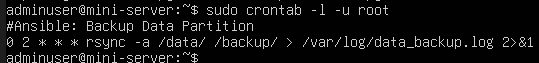 adminuser@mini-server:~$ sudo crontab -l -u root
#Ansible: Backup Data Partition
0 2 * * * rsync -a /data/ /backup/ > /var/log/data_backup.log 2>&1
adminuser@mini-server:~$